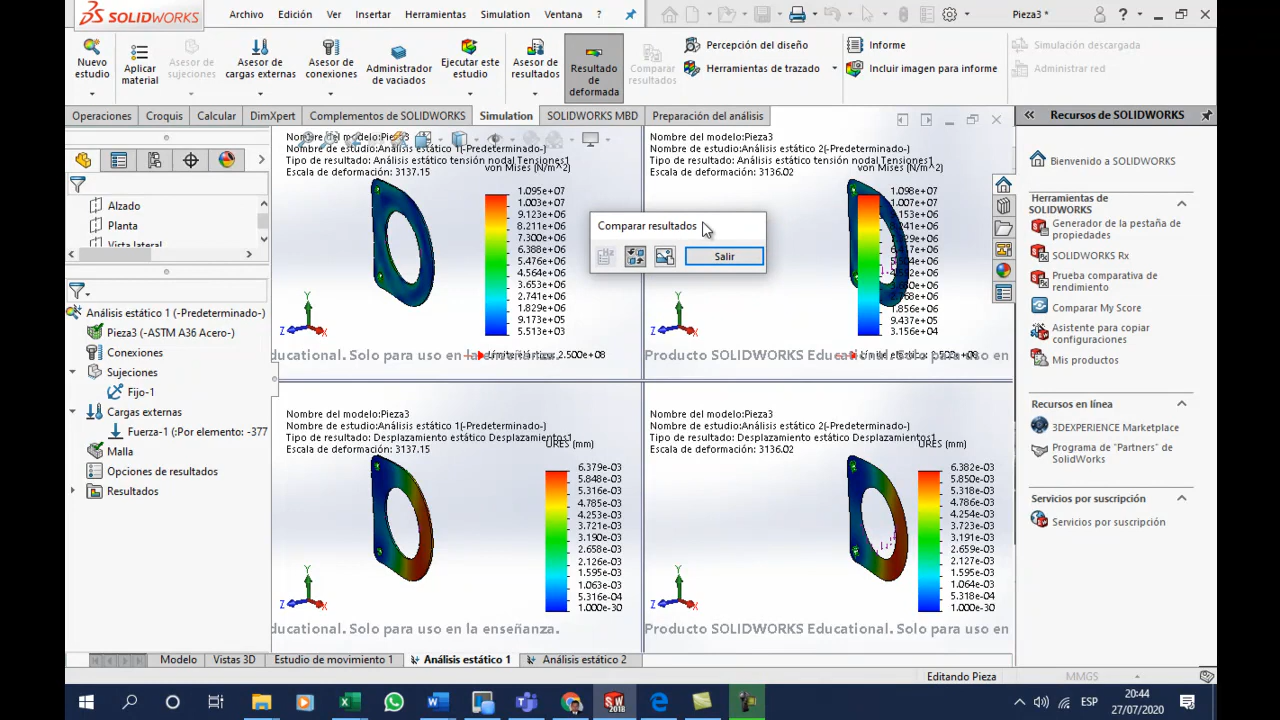 SOLIDWORKS
Archivo Edición Ver Insertar Herramientas Simulation Ventana ?
Pieza3 *
Nuevo estudio
Aplicar material
Asesor de sujeciones
Asesor de cargas externas
Asesor de conexiones
Administrador de vaciados
Ejecutar este estudio
Asesor de resultados
Resultado de deformada
Comparar resultados
Percepción del diseño
Herramientas de trazado
Informe
Incluir imagen para informe
Simulación descargada
Administrar red
Operaciones Croquis Calcular DimXpert Complementos de SOLIDWORKS Simulation SOLIDWORKS MBD Preparación del análisis
Alzado
Planta
Vista lateral
Análisis estático 1 (-Predeterminado-)
Pieza3 (-ASTM A36 Acero-)
Conexiones
Sujeciones
Fijo-1
Cargas externas
Fuerza-1 (:Por elemento: -377
Malla
Opciones de resultados
Resultados
Nombre del modelo:Pieza3
Nombre de estudio:Análisis estático 1(-Predeterminado-)
Tipo de resultado: Análisis estático tensión nodal Tensiones1
Escala de deformación: 3137.15
von Mises (N/m^2)
1.095e+07
1.003e+07
9.123e+06
8.211e+06
7.300e+06
6.388e+06
5.476e+06
4.564e+06
3.653e+06
2.741e+06
1.829e+06
9.173e+05
5.513e+03
Límite elástico: 2.500e+08
ducational. Solo para uso en la enseñanza.
Nombre del modelo:Pieza3
Nombre de estudio:Análisis estático 2(-Predeterminado-)
Tipo de resultado: Análisis estático tensión nodal Tensiones1
Escala de deformación: 3136.02
von Mises (N/m^2)
1.098e+07
1.007e+07
9.437e+05
3.156e+04
Límite elástico: 2.500e+08
Producto SOLIDWORKS Educational. Solo para uso en
Comparar resultados
Salir
Nombre del modelo:Pieza3
Nombre de estudio:Análisis estático 1(-Predeterminado-)
Tipo de resultado: Desplazamiento estático Desplazamientos1
Escala de deformación: 3137.15
URES (mm)
6.379e-03
5.848e-03
5.316e-03
4.785e-03
4.253e-03
3.721e-03
3.190e-03
2.658e-03
2.126e-03
1.595e-03
1.063e-03
5.316e-04
1.000e-30
ducational. Solo para uso en la enseñanza.
Nombre del modelo:Pieza3
Nombre de estudio:Análisis estático 2(-Predeterminado-)
Tipo de resultado: Desplazamiento estático Desplazamientos1
Escala de deformación: 3136.02
URES (mm)
6.382e-03
5.850e-03
5.318e-03
4.786e-03
4.254e-03
3.723e-03
3.191e-03
2.659e-03
2.127e-03
1.595e-03
1.064e-03
5.318e-04
1.000e-30
Producto SOLIDWORKS Educational. Solo para uso en
Recursos de SOLIDWORKS
Bienvenido a SOLIDWORKS
Herramientas de SOLIDWORKS
Generador de la pestaña de propiedades
SOLIDWORKS Rx
Prueba comparativa de rendimiento
Comparar My Score
Asistente para copiar configuraciones
Mis productos
Recursos en línea
3DEXPERIENCE Marketplace
Programa de "Partners" de SolidWorks
Servicios por suscripción
Servicios por suscripción
Modelo Vistas 3D Estudio de movimiento 1 Análisis estático 1 Análisis estático 2
Editando Pieza
MMGS
ESP
20:44
27/07/2020